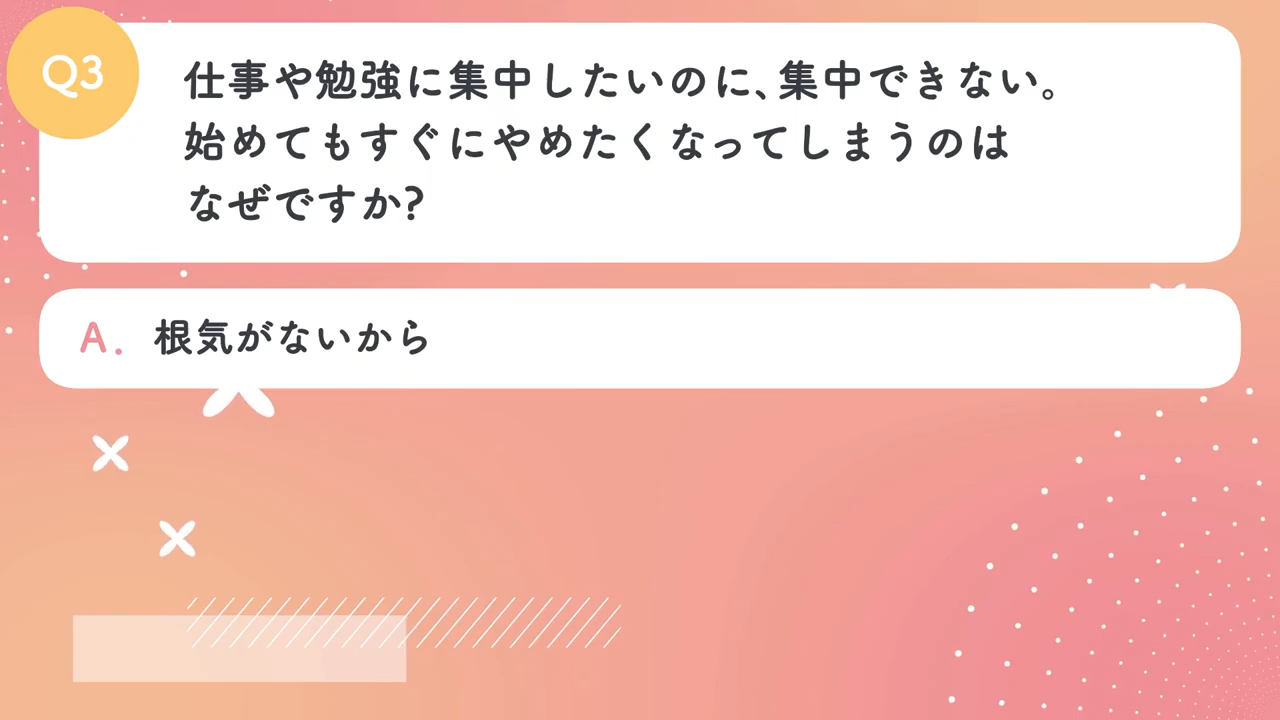 Q3
仕事や勉強に集中したいのに、集中できない。
始めてもすぐにやめたくなってしまうのは
なぜですか?
A. 根気がないから